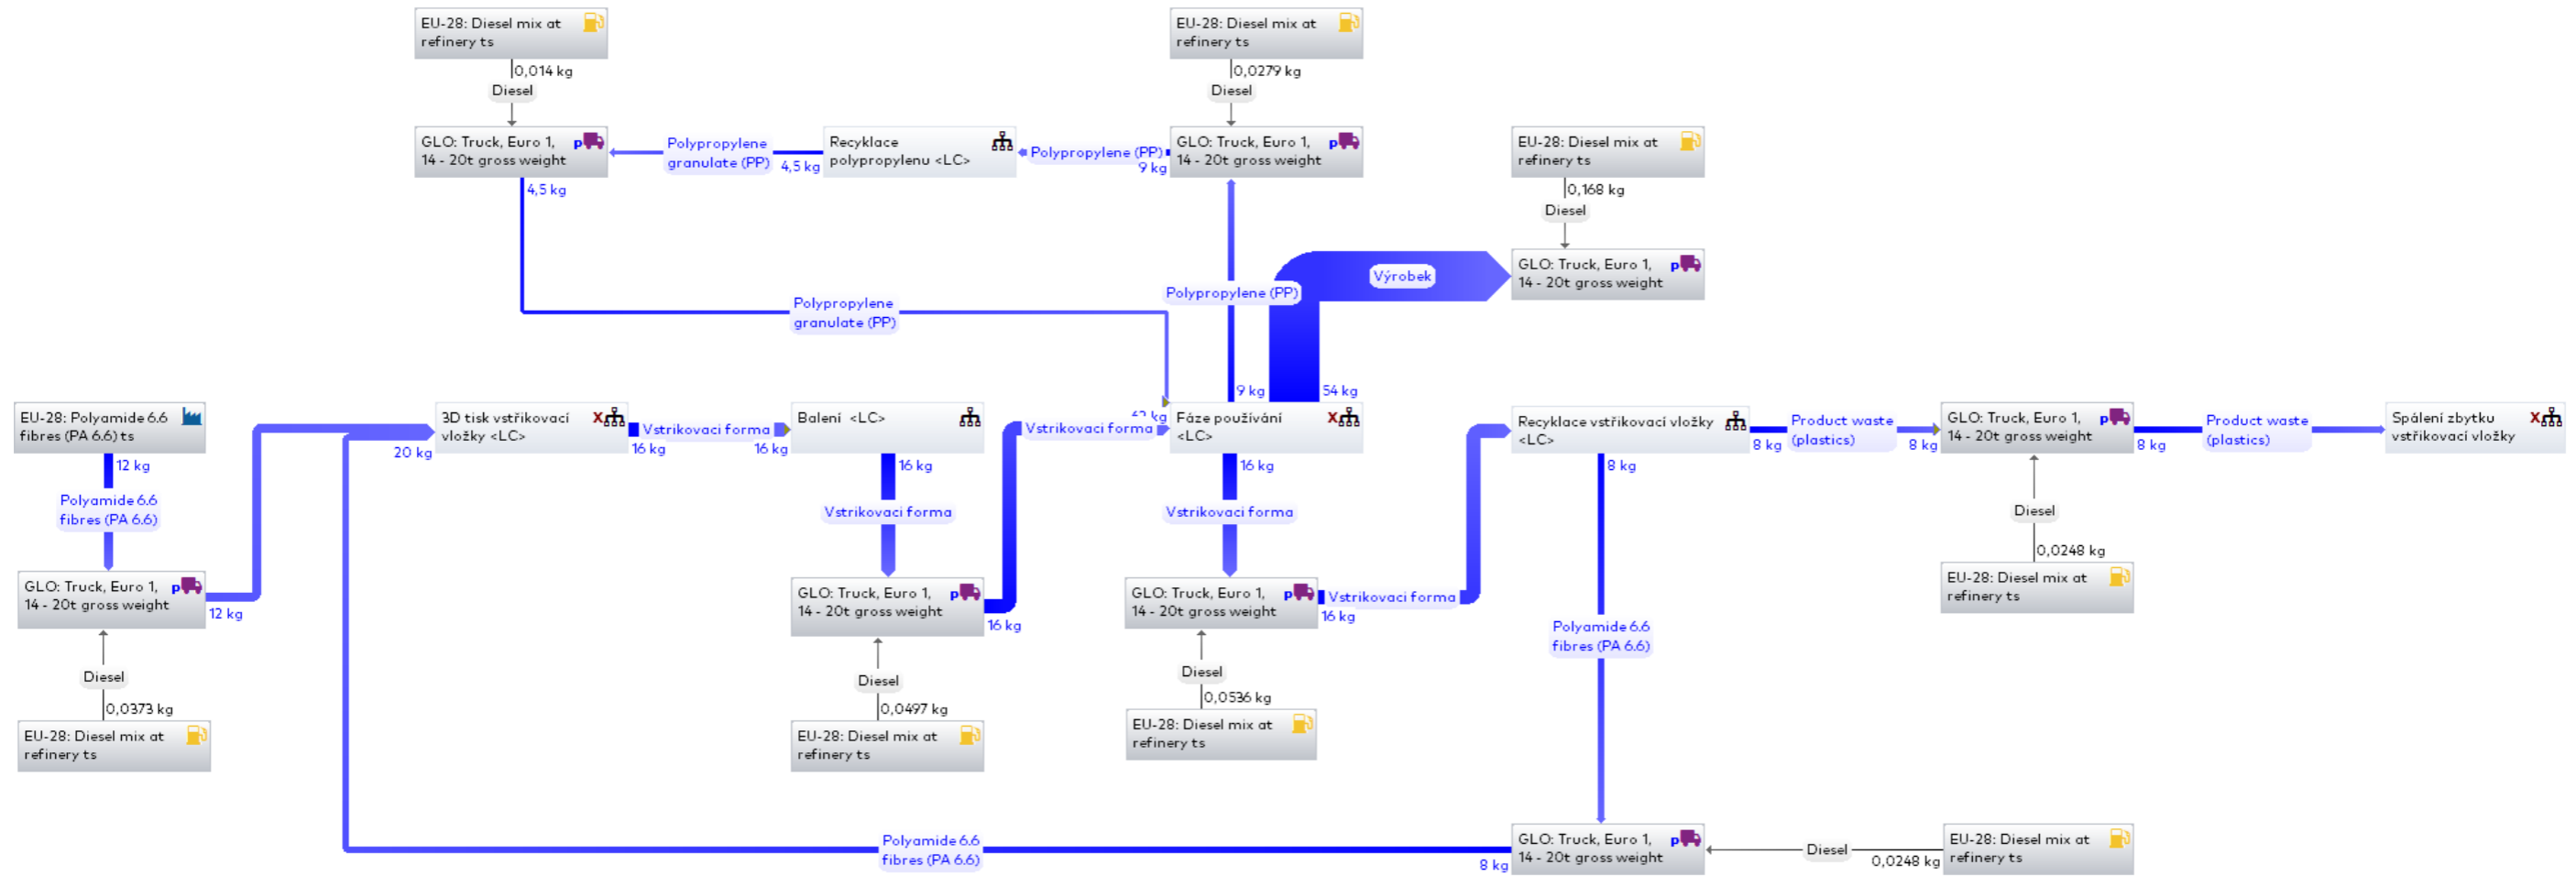 EU-28: Diesel mix at
refinery ts
0,014 kg
Diesel
EU-28: Diesel mix at
refinery ts
0,0279 kg
Diesel
GLO: Truck, Euro 1,
14 - 20t gross weight
p
Polypropylene
granulate (PP)
4,5 kg
4,5 kg
Recyklace
polypropylenu <LC>
Polypropylene (PP)
9 kg
GLO: Truck, Euro 1,
14 - 20t gross weight
p
EU-28: Diesel mix at
refinery ts
0,168 kg
Diesel
GLO: Truck, Euro 1,
14 - 20t gross weight
p
Výrobek
Polypropylene (PP)
Polypropylene
granulate (PP)
9 kg
54 kg
EU-28: Polyamide 6.6
fibres (PA 6.6) ts
12 kg
Polyamide 6.6
fibres (PA 6.6)
20 kg
3D tisk vstřikovací
vložky <LC>
X
Vstrikovaci forma
16 kg
16 kg
Balení <LC>
16 kg
Vstrikovaci forma
Vstrikovaci forma
kg
Fáze používání
<LC>
X
16 kg
Vstrikovaci forma
Recyklace vstřikovací vložky
<LC>
8 kg
Product waste
(plastics)
8 kg
8 kg
GLO: Truck, Euro 1,
14 - 20t gross weight
p
8 kg
Product waste
(plastics)
Spálení zbytku
vstřikovací vložky
X
Diesel
0,0248 kg
EU-28: Diesel mix at
refinery ts
GLO: Truck, Euro 1,
14 - 20t gross weight
p
12 kg
Diesel
0,0373 kg
EU-28: Diesel mix at
refinery ts
GLO: Truck, Euro 1,
14 - 20t gross weight
p
16 kg
Diesel
0,0497 kg
EU-28: Diesel mix at
refinery ts
GLO: Truck, Euro 1,
14 - 20t gross weight
p
Vstrikovaci forma
16 kg
Diesel
0,0536 kg
EU-28: Diesel mix at
refinery ts
Polyamide 6.6
fibres (PA 6.6)
Polyamide 6.6
fibres (PA 6.6)
8 kg
GLO: Truck, Euro 1,
14 - 20t gross weight
p
Diesel
0,0248 kg
EU-28: Diesel mix at
refinery ts